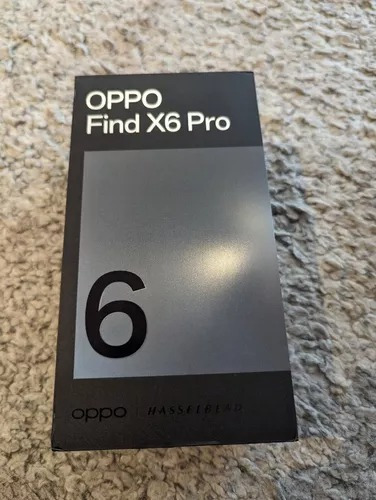 OPPO
Find X6 Pro
6
oppo | HASSELBLAD